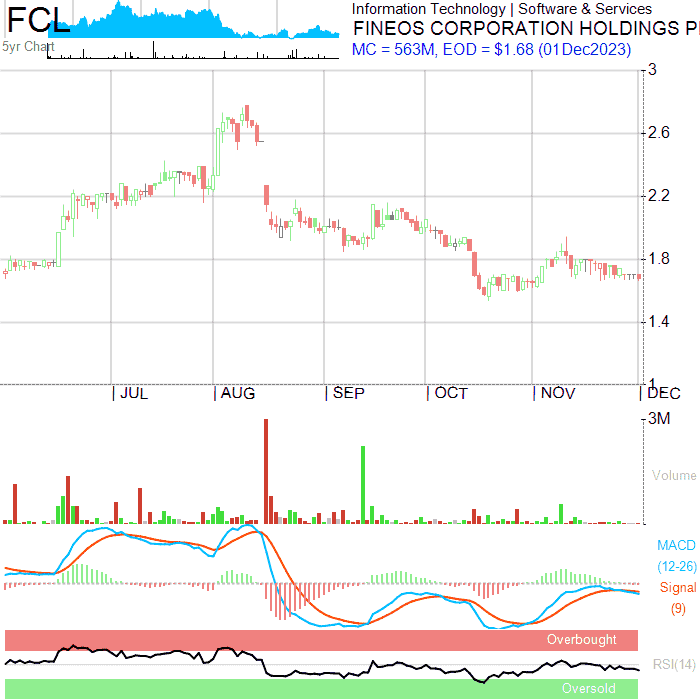 FCL
5yr Chart
Information Technology | Software & Services
FINEOS CORPORATION HOLDINGS
MC = 563M, EOD = $1.68 (01Dec2023)
3
2.6
2.2
1.8
1.4
1
JUL
AUG
SEP
OCT
NOV
DEC
3M
Volume
MACD
(12-26)
Signal
(9)
Overbought
RSI(14)
Oversold